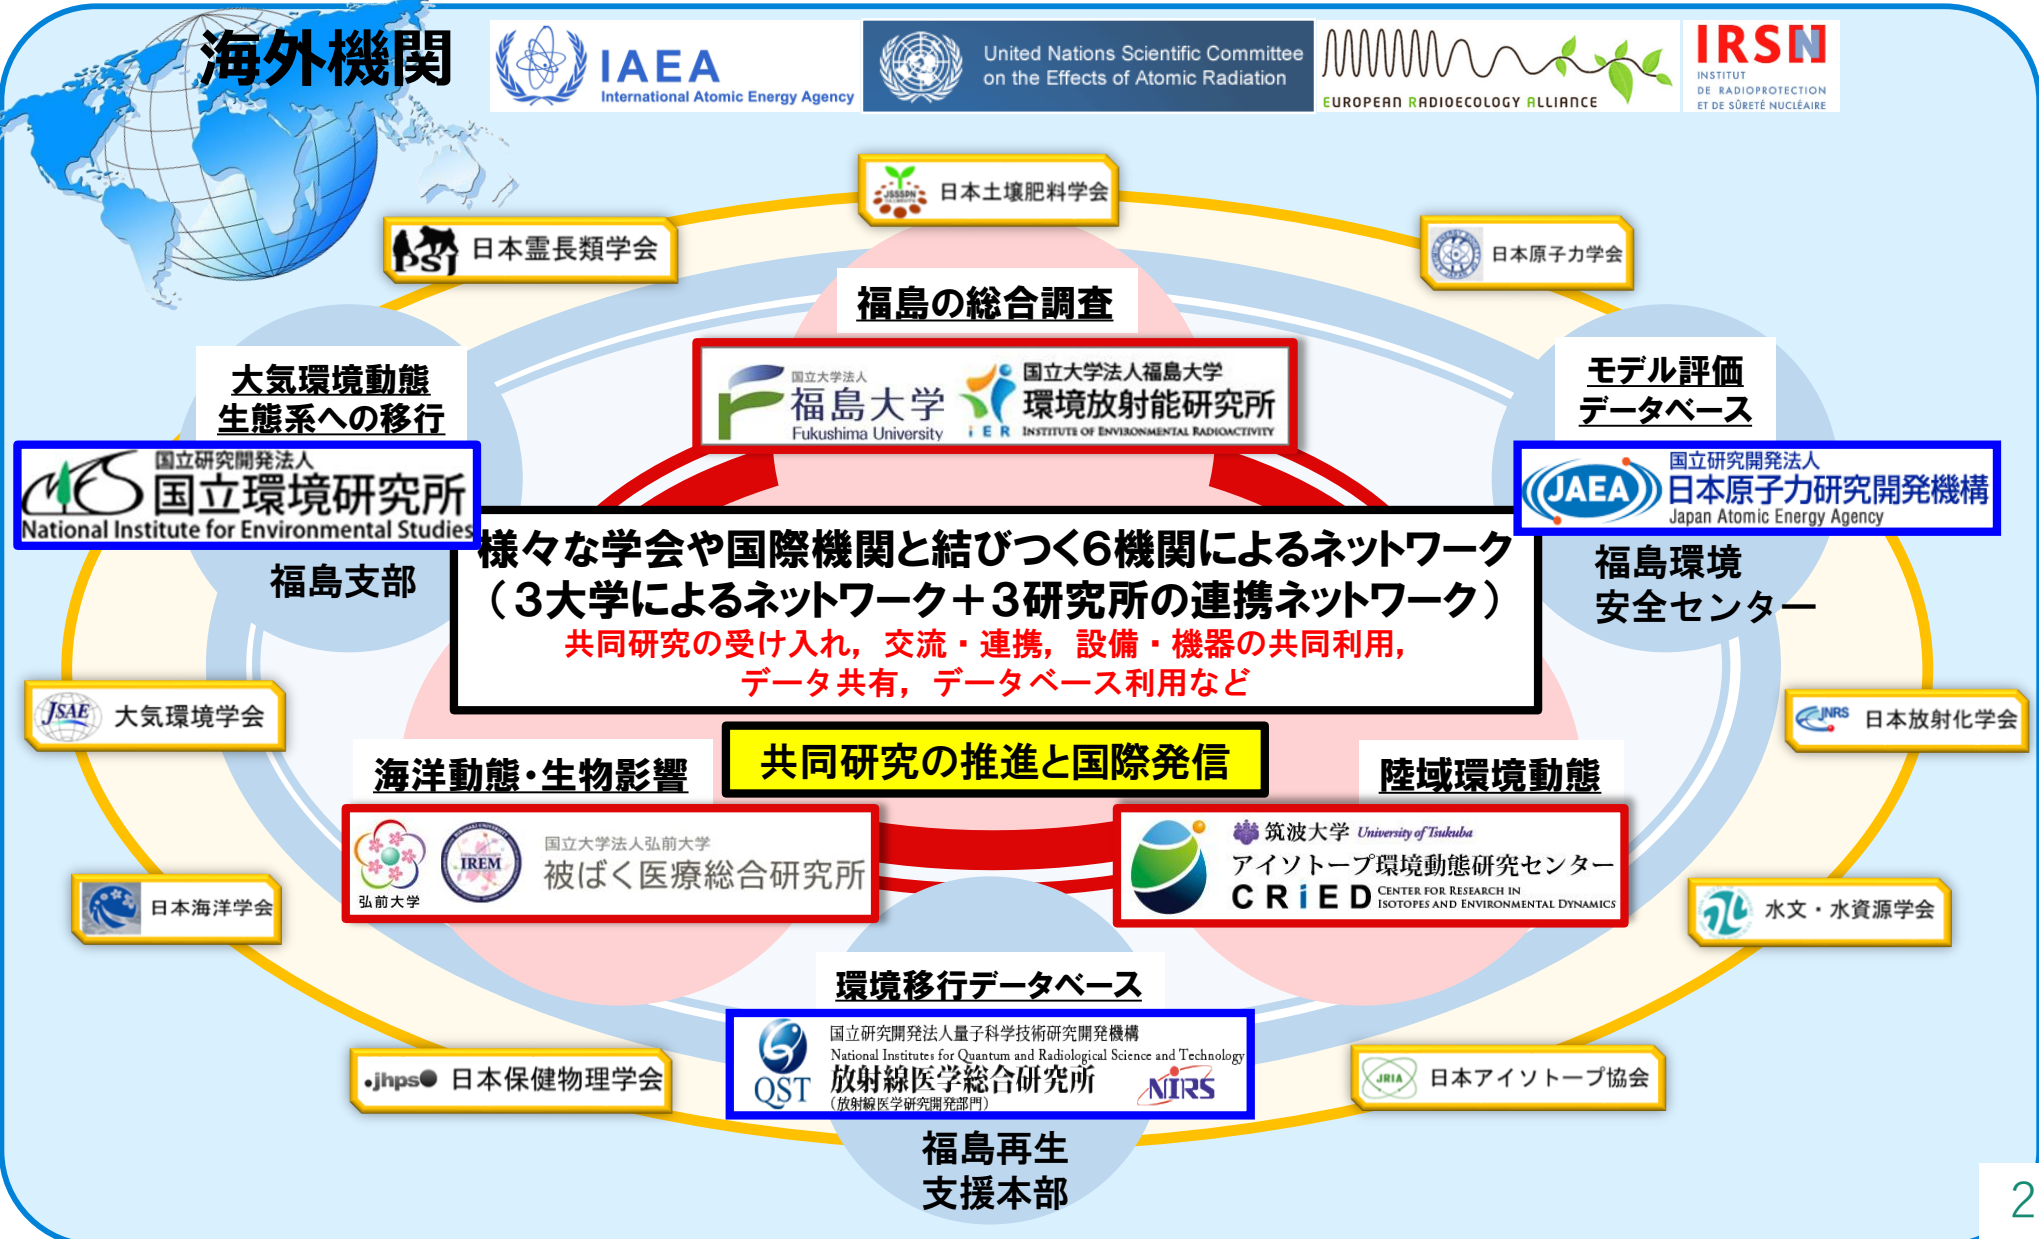 海外機関
IAEA
International Atomic Energy Agency
United Nations Scientific Committee
on the Effects of Atomic Radiation
EUROPEAN RADIOECOLOGY ALLIANCE
IRSN
INSTITUT
DE RADIOPROTECTION
ET DE SÛRETÉ NUCLÉAIRE
JSSSPN
日本土壌肥料学会
PSJ
日本霊長類学会
日本原子力学会
福島の総合調査
国立大学法人
福島大学
Fukushima University
国立大学法人福島大学
環境放射能研究所
iER INSTITUTE OF ENVIRONMENTAL RADIOACTIVITY
大気環境動態
生態系への移行
国立研究開発法人
国立環境研究所
National Institute for Environmental Studies
福島支部
モデル評価
データベース
JAEA
国立研究開発法人
日本原子力研究開発機構
Japan Atomic Energy Agency
福島環境
安全センター
様々な学会や国際機関と結びつく6機関によるネットワーク
（3大学によるネットワーク＋3研究所の連携ネットワーク）
共同研究の受け入れ，交流・連携，設備・機器の共同利用，
データ共有，データベース利用など
共同研究の推進と国際発信
JSAE
大気環境学会
JNRS
日本放射化学会
海洋動態・生物影響
弘前大学
IREM
国立大学法人弘前大学
被ばく医療総合研究所
陸域環境動態
筑波大学 University of Tsukuba
アイソトープ環境動態研究センター
CRiED CENTER FOR RESEARCH IN
ISOTOPES AND ENVIRONMENTAL DYNAMICS
日本海洋学会
水文・水資源学会
環境移行データベース
QST
国立研究開発法人量子科学技術研究開発機構
National Institutes for Quantum and Radiological Science and Technology
放射線医学総合研究所
（放射線医学研究開発部門）
NIRS
福島再生
支援本部
jhps
日本保健物理学会
JRIA
日本アイソトープ協会
2